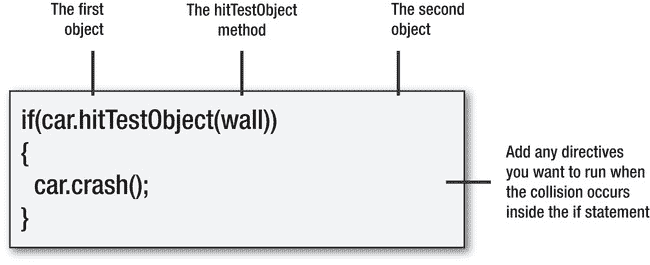 The first
object
The hitTestObject
method
The second
object
if(car.hitTestObject(wall))
{
car.crash();
}
Add any directives
you want to run when
the collision occurs
inside the if statement